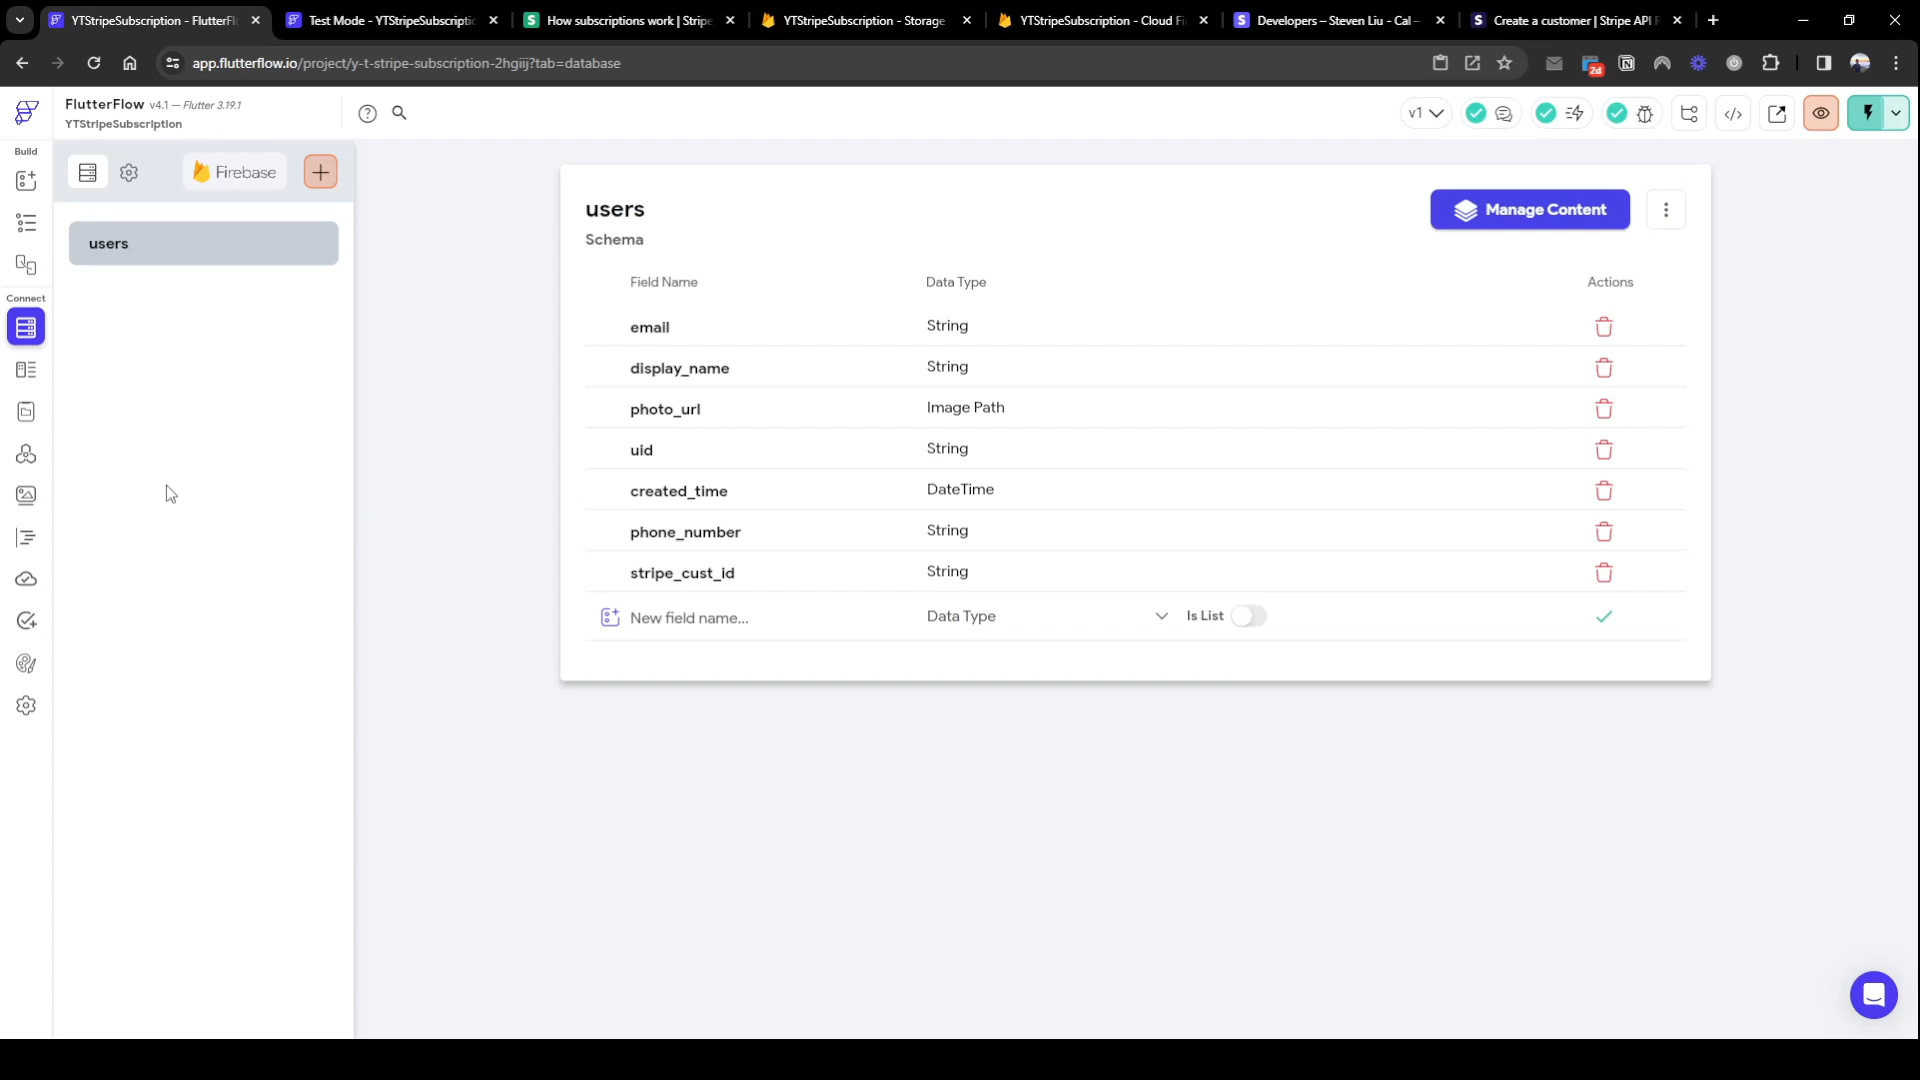 YTStripeSubscription - FlutterFl
Test Mode - YTStripeSubscriptic
How subscriptions work | Stripe
YTStripeSubscription - Storage
YTStripeSubscription - Cloud Fi
Developers – Steven Liu - Cal –
Create a customer | Stripe API F
app.flutterflow.io/project/y-t-stripe-subscription-2hgiij?tab=database
2d
FlutterFlow v4.1 — Flutter 3.19.1
YTStripeSubscription
v1
Build
Firebase
users
Connect
users
Manage Content
Schema
Field Name
Data Type
Actions
email
String
display_name
String
photo_url
Image Path
uid
String
created_time
DateTime
phone_number
String
stripe_cust_id
String
New field name...
Data Type
Is List